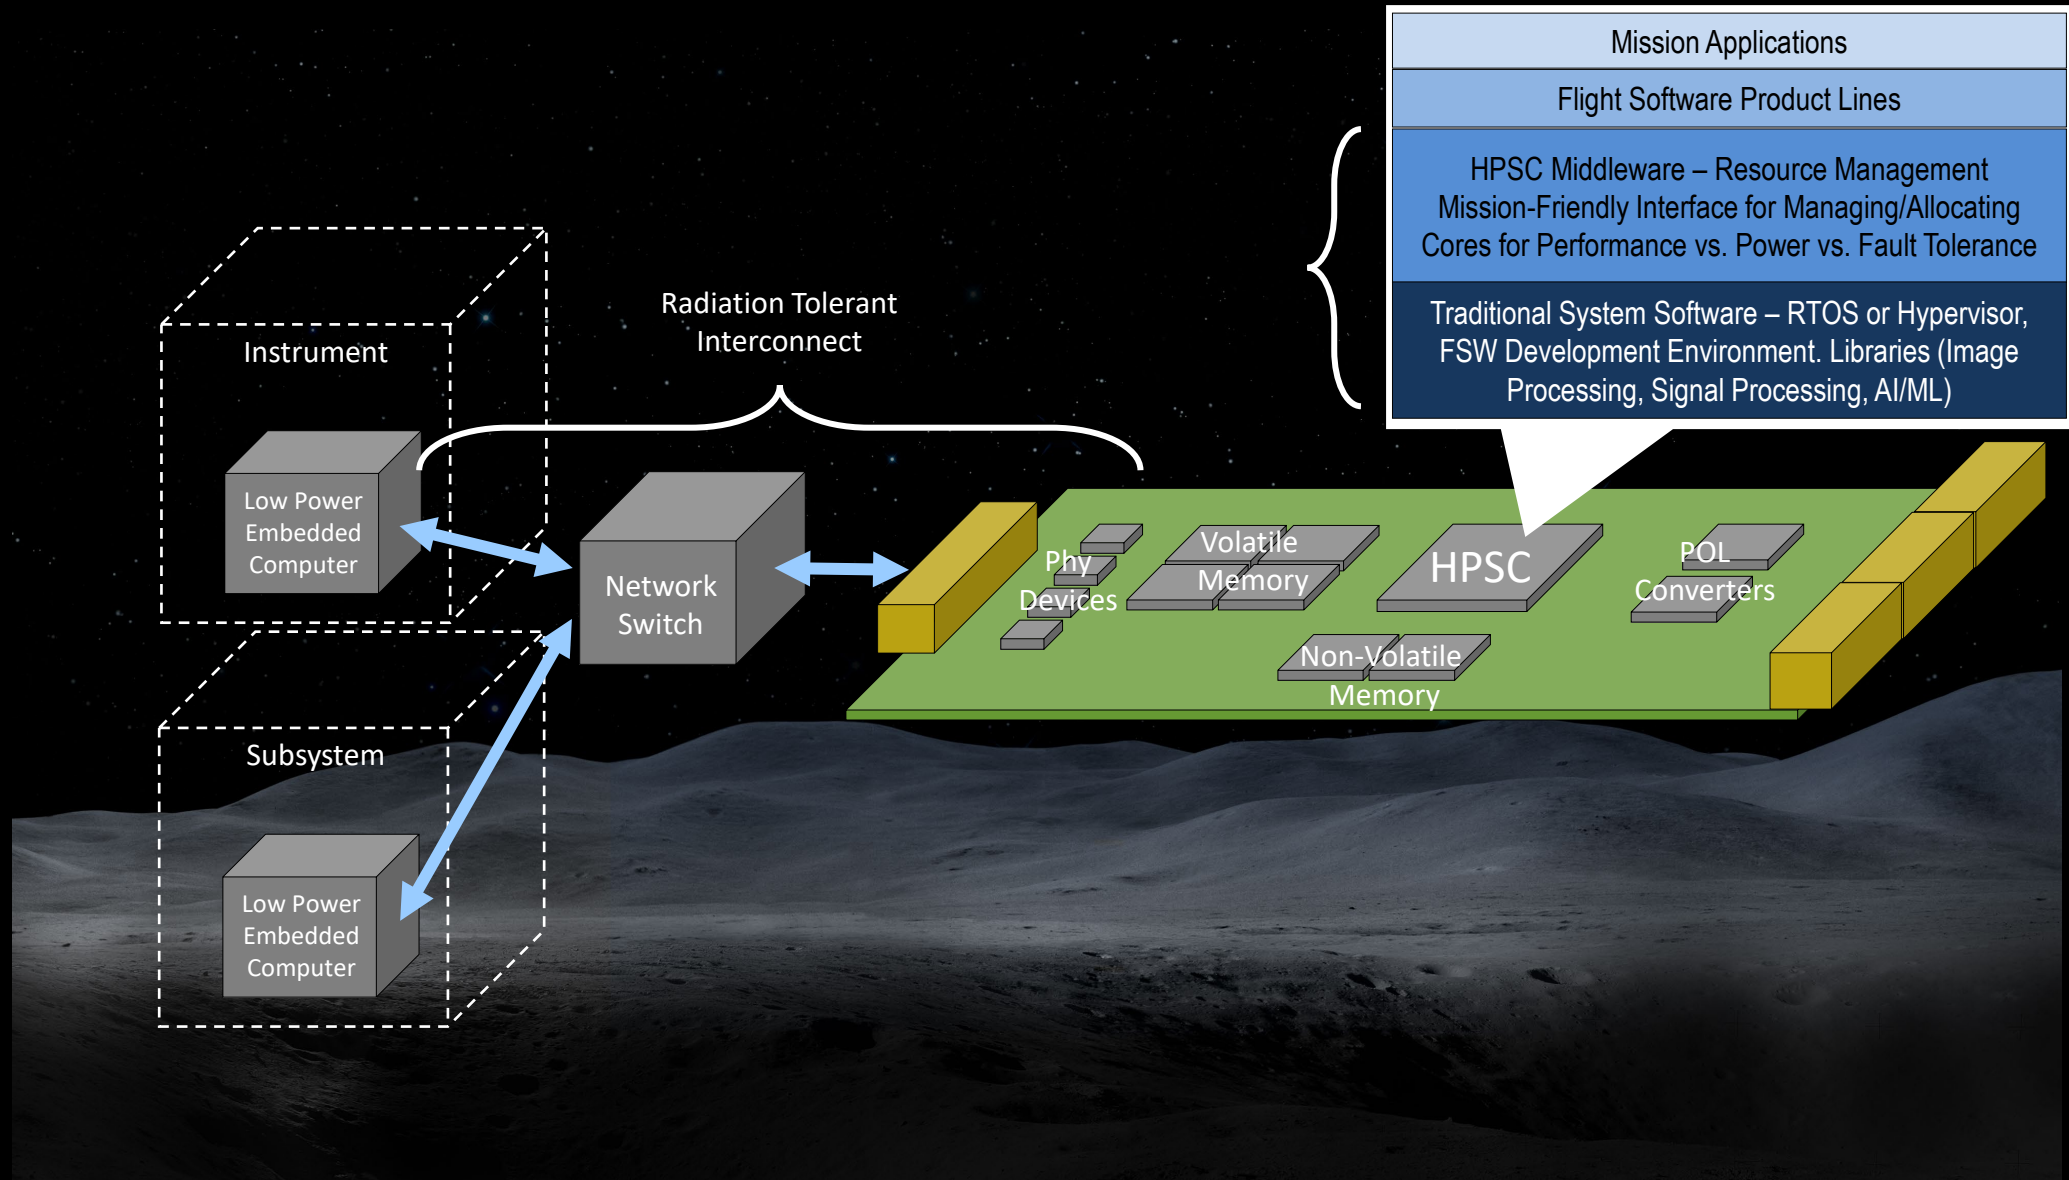 Mission Applications
Flight Software Product Lines
HPSC Middleware – Resource Management
Mission-Friendly Interface for Managing/Allocating
Cores for Performance vs. Power vs. Fault Tolerance
Traditional System Software – RTOS or Hypervisor,
FSW Development Environment. Libraries (Image
Processing, Signal Processing, AI/ML)
Radiation Tolerant
Interconnect
Instrument
Low Power
Embedded
Computer
Network
Switch
Phy
Devices
Volatile
Memory
HPSC
POL
Converters
Non-Volatile
Memory
Subsystem
Low Power
Embedded
Computer